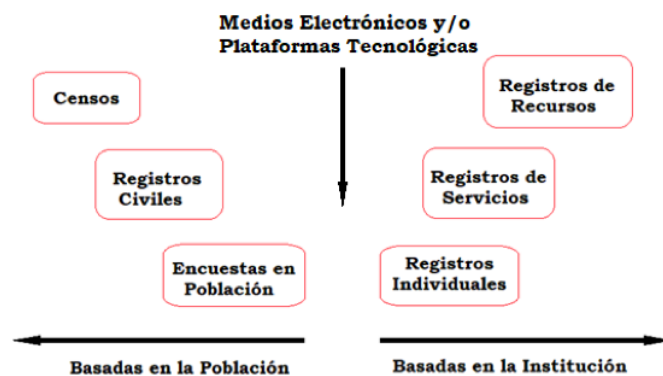 Medios Electrónicos y/o
Plataformas Tecnológicas
Censos
Registros de
Recursos
Registros
Civiles
Registros de
Servicios
Encuestas en
Población
Registros
Individuales
Basadas en la Población
Basadas en la Institución